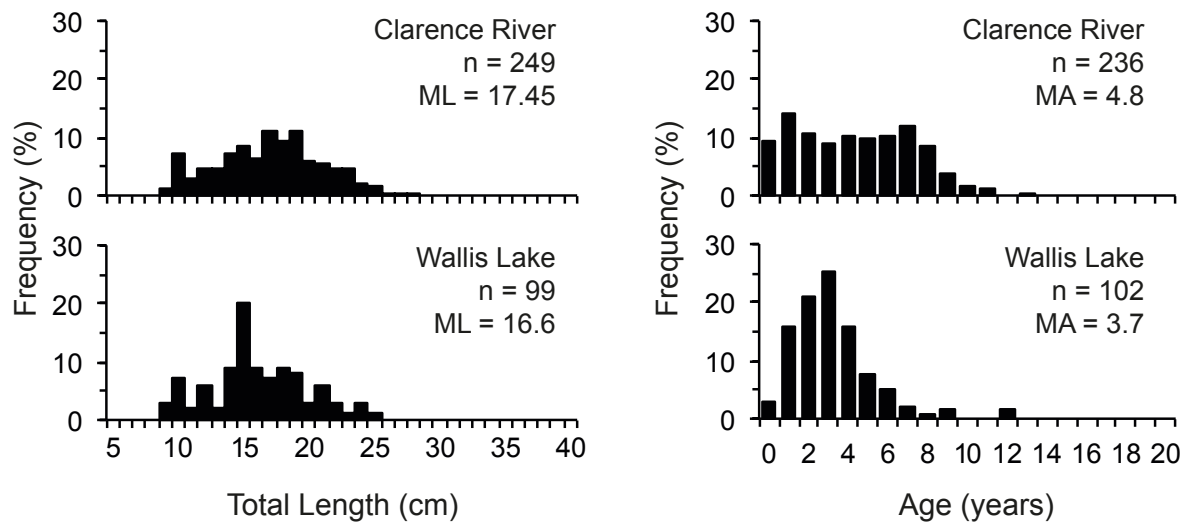 30
20
10
0
Clarence River
n = 249
ML = 17.45
30
20
10
0
Wallis Lake
n = 99
ML = 16.6
Frequency (%)
5 10 15 20 25 30 35 40
Total Length (cm)
30
20
10
0
Clarence River
n = 236
MA = 4.8
30
20
10
0
Wallis Lake
n = 102
MA = 3.7
Frequency (%)
0 2 4 6 8 10 12 14 16 18 20
Age (years)